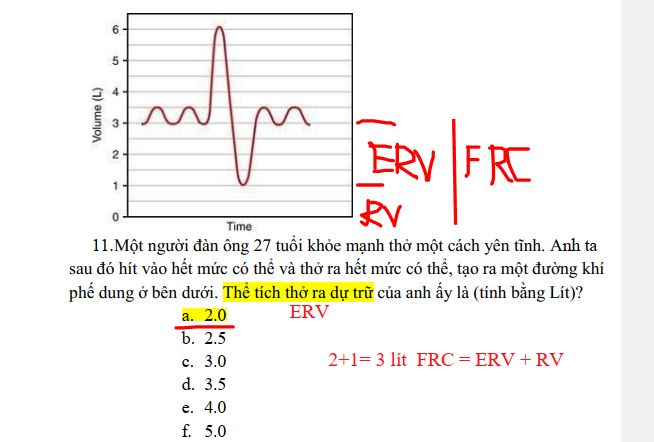 6
5
4
3
2
1
0
Volume (L)
Time
ERV
RV
FRC
11.Một người đàn ông 27 tuổi khỏe mạnh thở một cách yên tĩnh. Anh ta
sau đó hít vào hết mức có thể và thở ra hết mức có thể, tạo ra một đường khí
phế dung ở bên dưới. Thể tích thở ra dự trữ của anh ấy là (tính bằng Lít)?
a. 2.0 ERV
b. 2.5
c. 3.0 2+1= 3 lít FRC = ERV + RV
d. 3.5
e. 4.0
f. 5.0